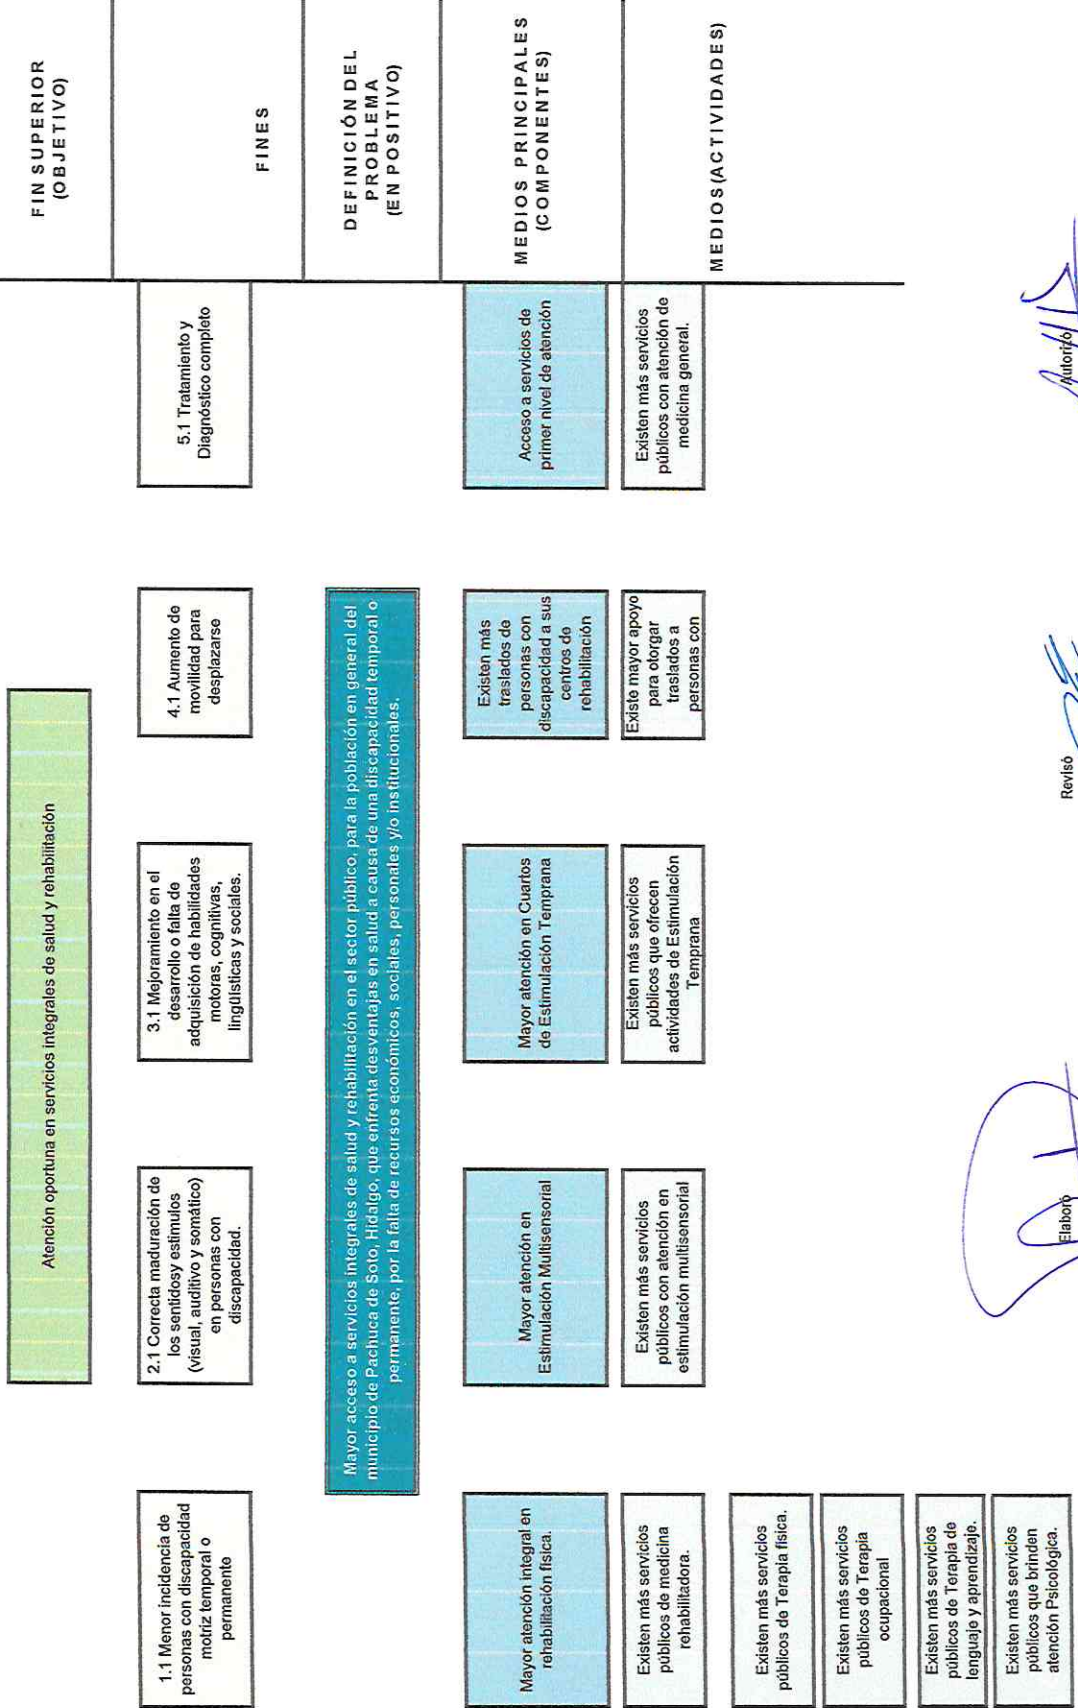 Atención oportuna en servicios integrales de salud y rehabilitación
FIN SUPERIOR
(OBJETIVO)
1.1 Menor incidencia de
personas con discapacidad
motriz temporal o
permanente
2.1 Correcta maduración de
los sentidosy estimulos
(visual, auditivo y somático)
en personas con
discapacidad.
3.1 Mejoramiento en el
desarrollo o falta de
adquisición de habilidades
motoras, cognitivas,
lingüisticas y sociales.
4.1 Aumento de
movilidad para
desplazarse
5.1 Tratamiento y
Diagnóstico completo
FINES
Mayor acceso a servicios integrales de salud y rehabilitación en el sector público, para la población en general del
municipio de Pachuca de Soto, Hidalgo, que enfrenta desventajas en salud a causa de una discapacidad temporal o
permanente, por la falta de recursos económicos, sociales, personales y/o institucionales.
DEFINICIÓN DEL
PROBLEMA
(EN POSITIVO)
Mayor atención integral en
rehabilitación física.
Mayor atención en
Estimulación Multisensorial
Mayor atención en Cuartos
de Estimulación Temprana
Existen más
traslados de
personas con
discapacidad a sus
centros de
rehabilitación
Acceso a servicios de
primer nivel de atención
MEDIOS PRINCIPALES
(COMPONENTES)
Existen más servicios
públicos de medicina
rehabilitadora.
Existen más servicios
públicos con atención en
estimulación multisensorial
Existen más servicios
públicos que ofrecen
actividades de Estimulación
Temprana
Existe mayor apoyo
para otorgar
traslados a
personas con
Existen más servicios
públicos con atención de
medicina general.
MEDIOS (ACTIVIDADES)
Existen más servicios
públicos de Terapia física.
Existen más servicios
públicos de Terapia
ocupacional
Existen más servicios
públicos de Terapia de
lenguaje y aprendizaje.
Existen más servicios
públicos que brinden
atención Psicológica.
Elaboró
Revisó
Autorizó